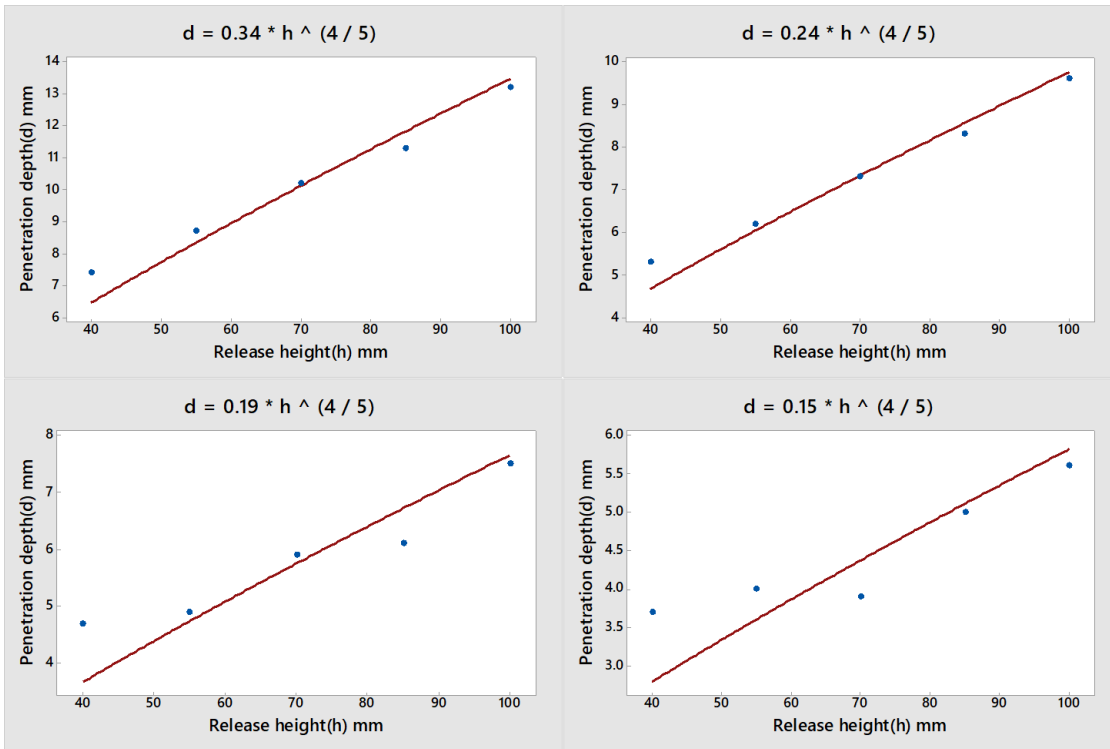 d = 0.34 * h ^ (4 / 5)
Penetration depth(d) mm
14
13
12
11
10
9
8
7
6
40 50 60 70 80 90 100
Release height(h) mm
d = 0.24 * h ^ (4 / 5)
Penetration depth(d) mm
10
9
8
7
6
5
4
40 50 60 70 80 90 100
Release height(h) mm
d = 0.19 * h ^ (4 / 5)
Penetration depth(d) mm
8
7
6
5
4
40 50 60 70 80 90 100
Release height(h) mm
d = 0.15 * h ^ (4 / 5)
Penetration depth(d) mm
6.0
5.5
5.0
4.5
4.0
3.5
3.0
40 50 60 70 80 90 100
Release height(h) mm